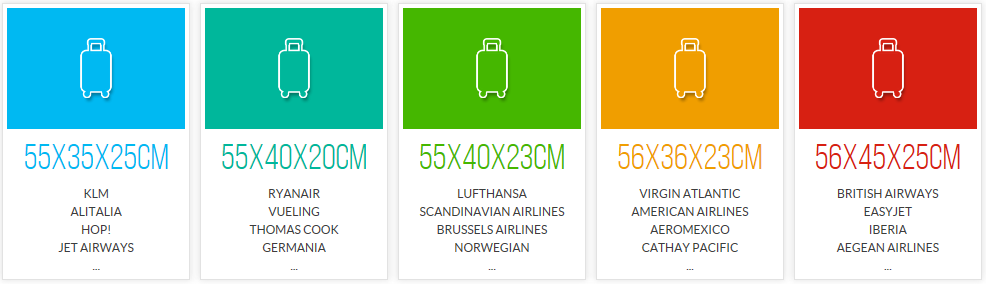 55X35X25CM
KLM
ALITALIA
HOP!
JET AIRWAYS
...
55X40X20CM
RYANAIR
VUELING
THOMAS COOK
GERMANIA
...
55X40X23CM
LUFTHANSA
SCANDINAVIAN AIRLINES
BRUSSELS AIRLINES
NORWEGIAN
...
56X36X23CM
VIRGIN ATLANTIC
AMERICAN AIRLINES
AEROMEXICO
CATHAY PACIFIC
...
56X45X25CM
BRITISH AIRWAYS
EASYJET
IBERIA
AEGEAN AIRLINES
...